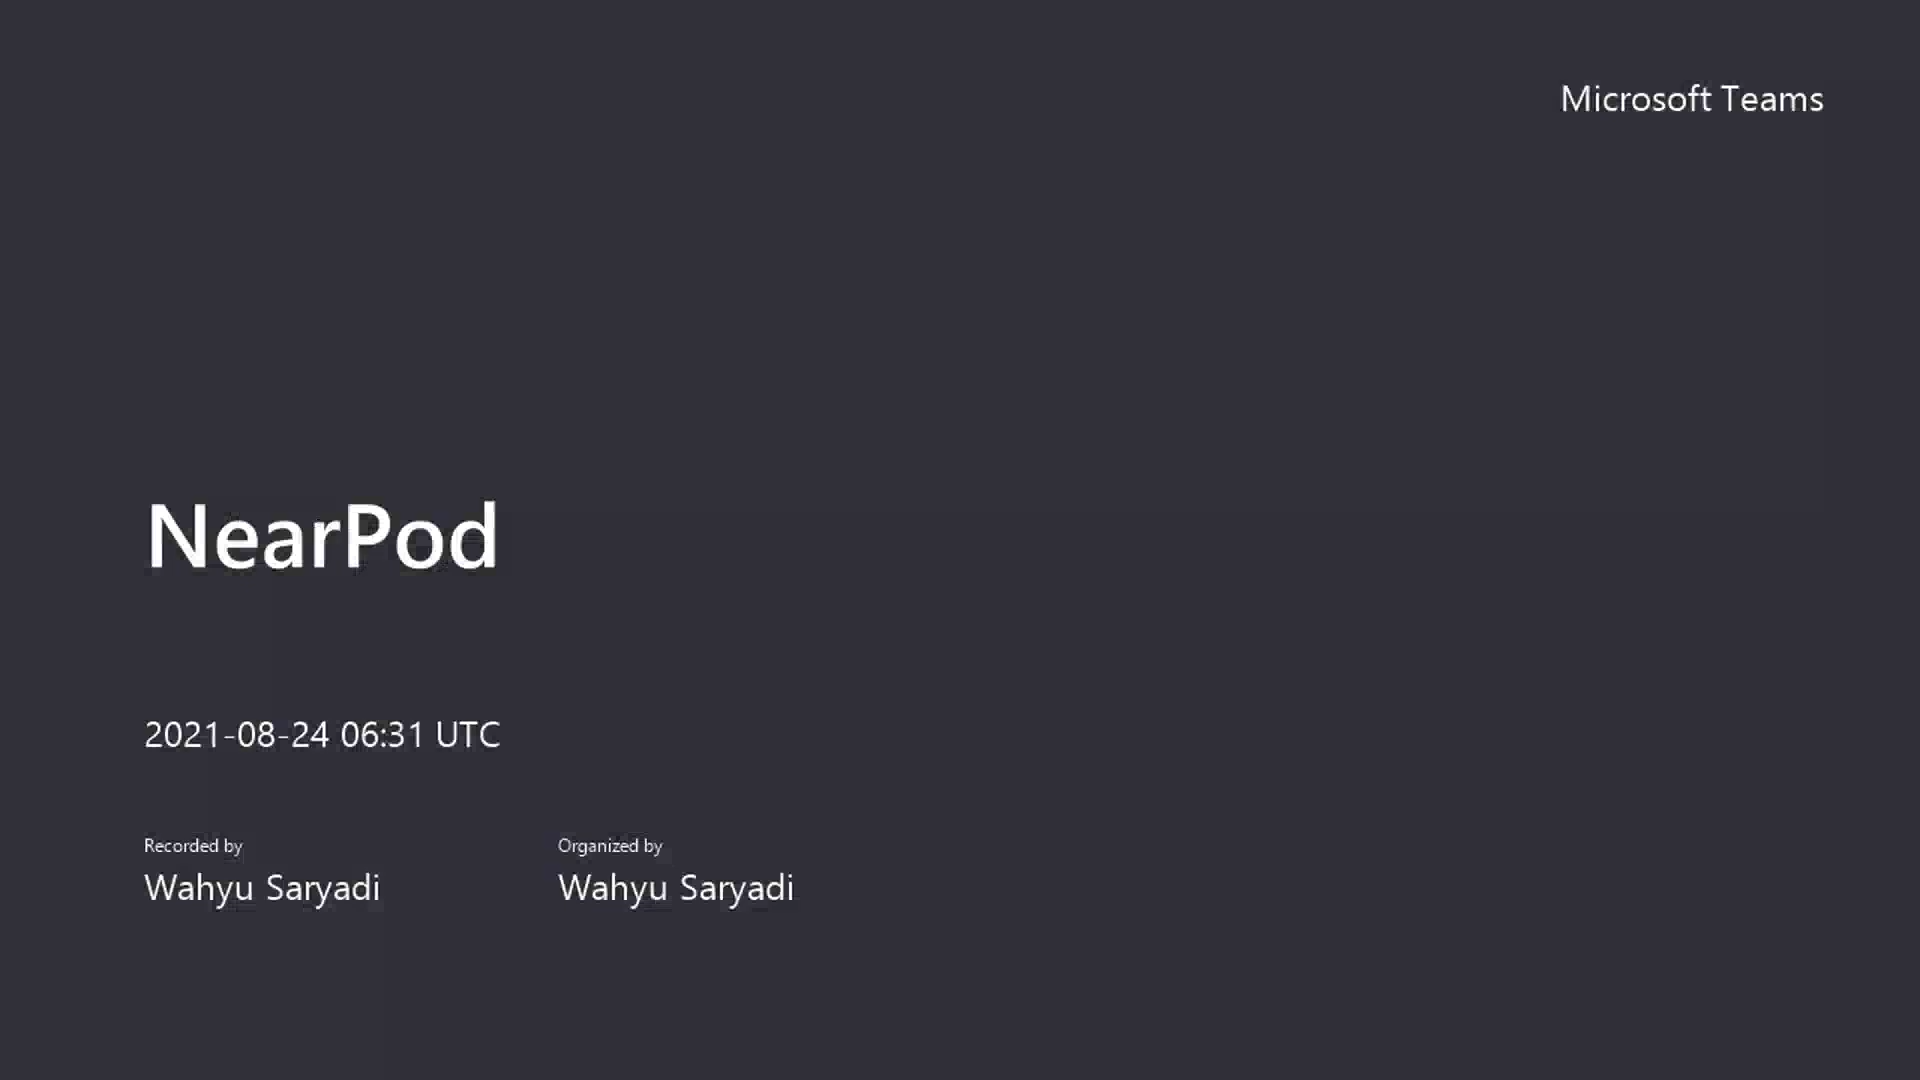 Microsoft Teams
NearPod
2021-08-24 06:31 UTC
Recorded by
Wahyu Saryadi
Organized by
Wahyu Saryadi